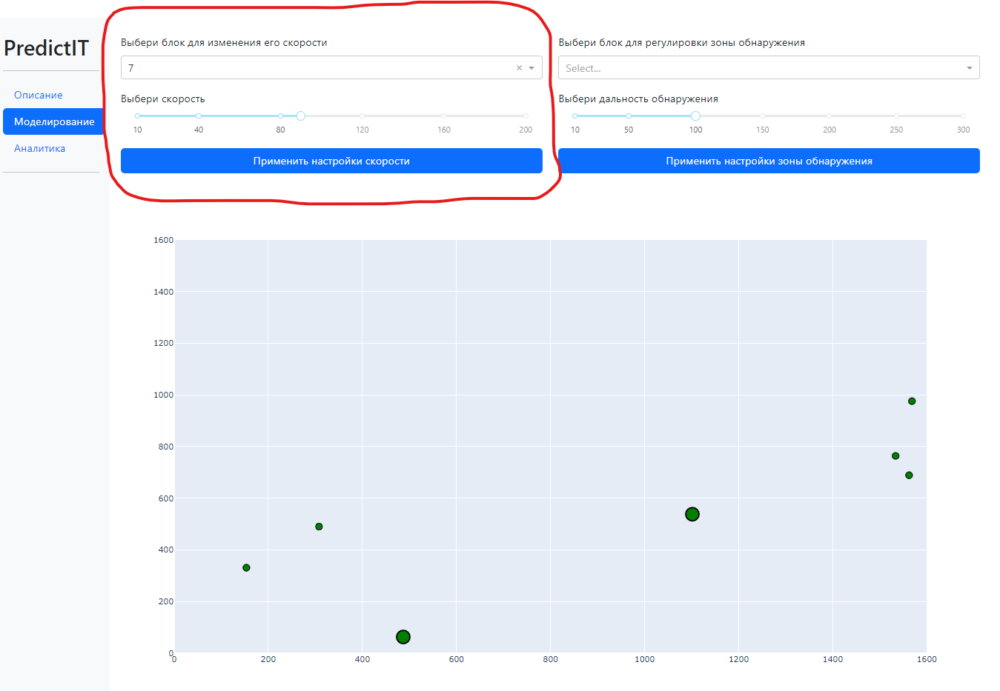 PredictIT
Описание
Моделирование
Аналитика
Выбери блок для изменения его скорости
7
Выбери скорость
10 40 80 120 160 200
Применить настройки скорости
Выбери блок для регулировки зоны обнаружения
Select...
Выбери дальность обнаружения
10 50 100 150 200 250 300
Применить настройки зоны обнаружения
1600
1400
1200
1000
800
600
400
200
0
0 200 400 600 800 1000 1200 1400 1600